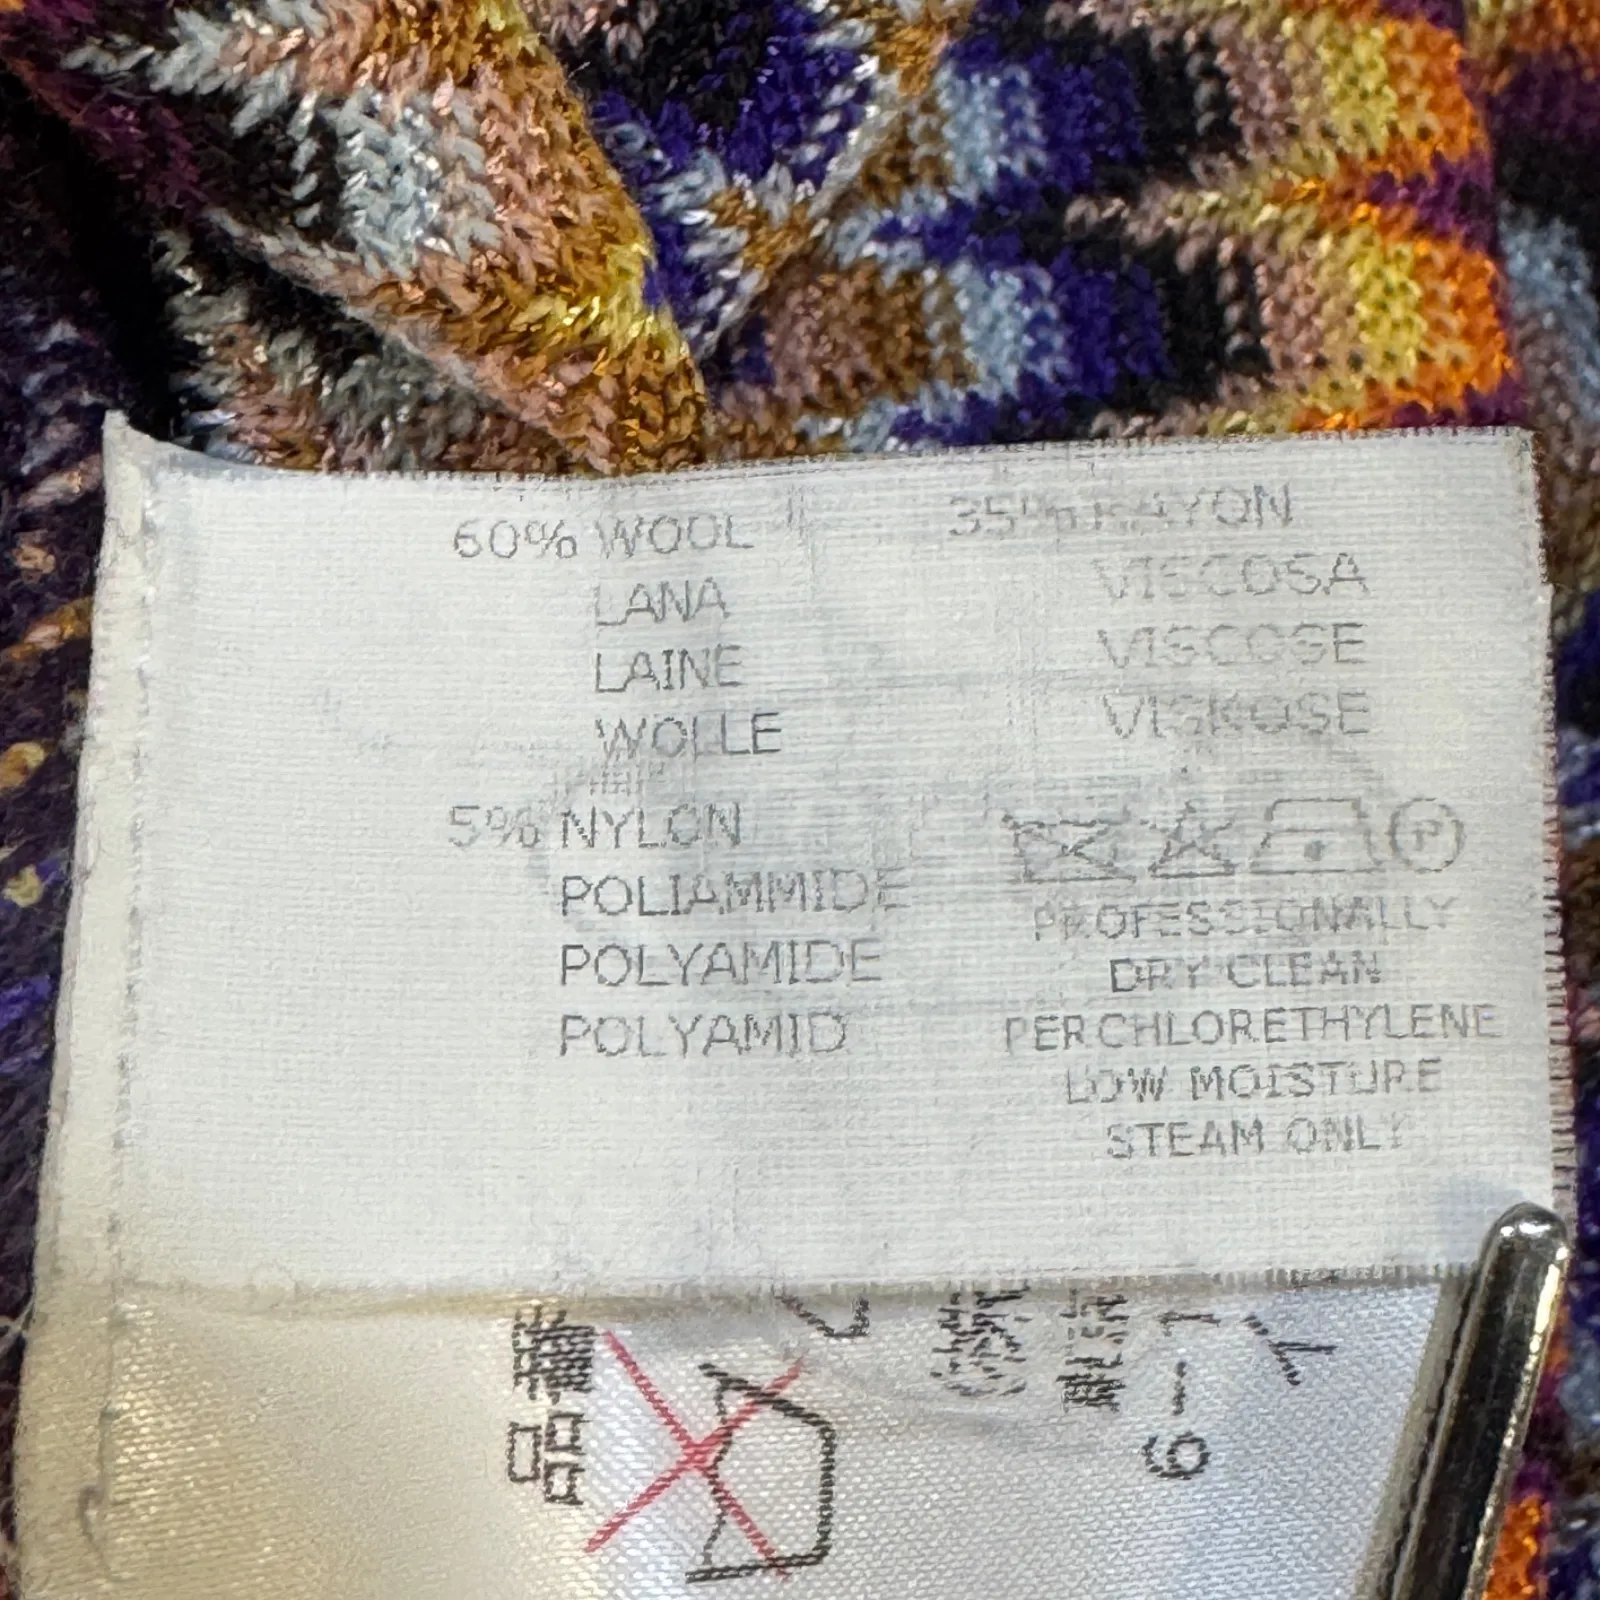 60% WOOL
LANA
LAINE
WOLLE
5% NYLON
POLIAMMIDE
POLYAMIDE
POLYAMID
35% RAYON
VISCOSA
VISCOSE
VISKOSE
P
PROFESSIONALLY
DRY CLEAN
PERCHLORETHYLENE
LOW MOISTURE
STEAM ONLY